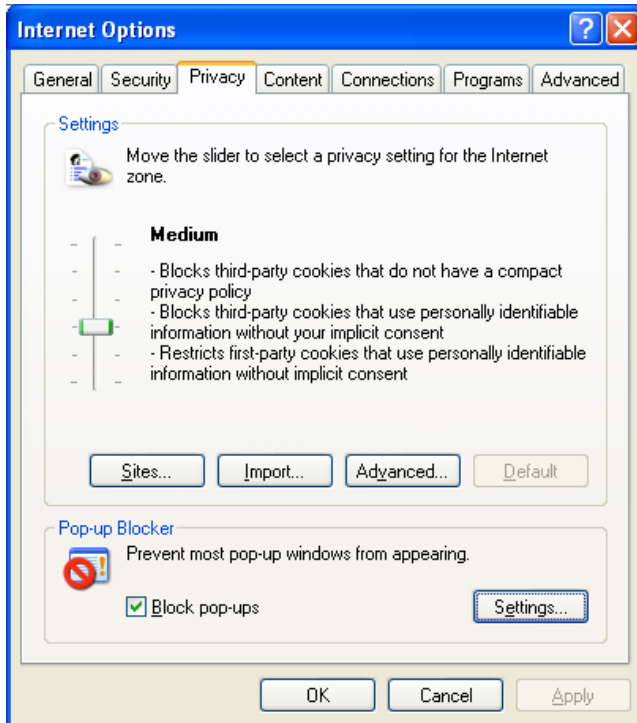 Internet Options
General Security Privacy Content Connections Programs Advanced
Settings
Move the slider to select a privacy setting for the Internet
zone.
Medium
- Blocks third-party cookies that do not have a compact
privacy policy
- Blocks third-party cookies that use personally identifiable
information without your implicit consent
- Restricts first-party cookies that use personally identifiable
information without implicit consent
Sites... Import... Advanced... Default
Pop-up Blocker
Prevent most pop-up windows from appearing.
Block pop-ups Settings...
OK Cancel Apply